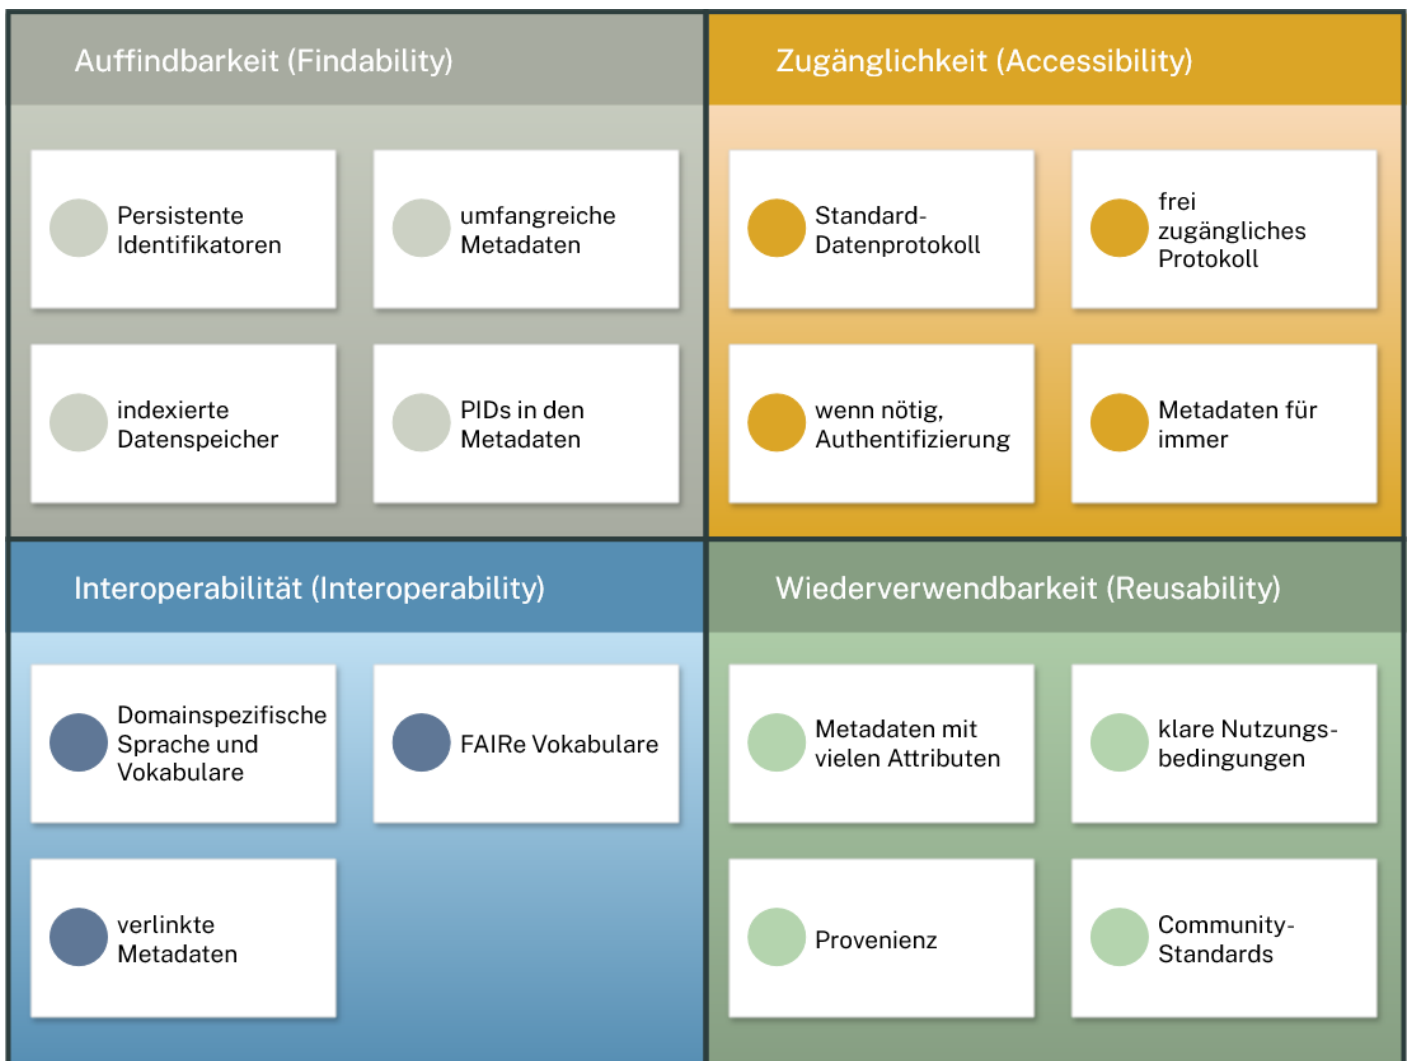 Auffindbarkeit (Findability)
Persistente
Identifikatoren
umfangreiche
Metadaten
indexierte
Datenspeicher
PIDs in den
Metadaten
Zugänglichkeit (Accessibility)
Standard-
Datenprotokoll
frei
zugängliches
Protokoll
wenn nötig,
Authentifizierung
Metadaten für
immer
Interoperabilität (Interoperability)
Domainspezifische
Sprache und
Vokabulare
FAIRe Vokabulare
verlinkte
Metadaten
Wiederverwendbarkeit (Reusability)
Metadaten mit
vielen Attributen
klare Nutzungs-
bedingungen
Provenienz
Community-
Standards